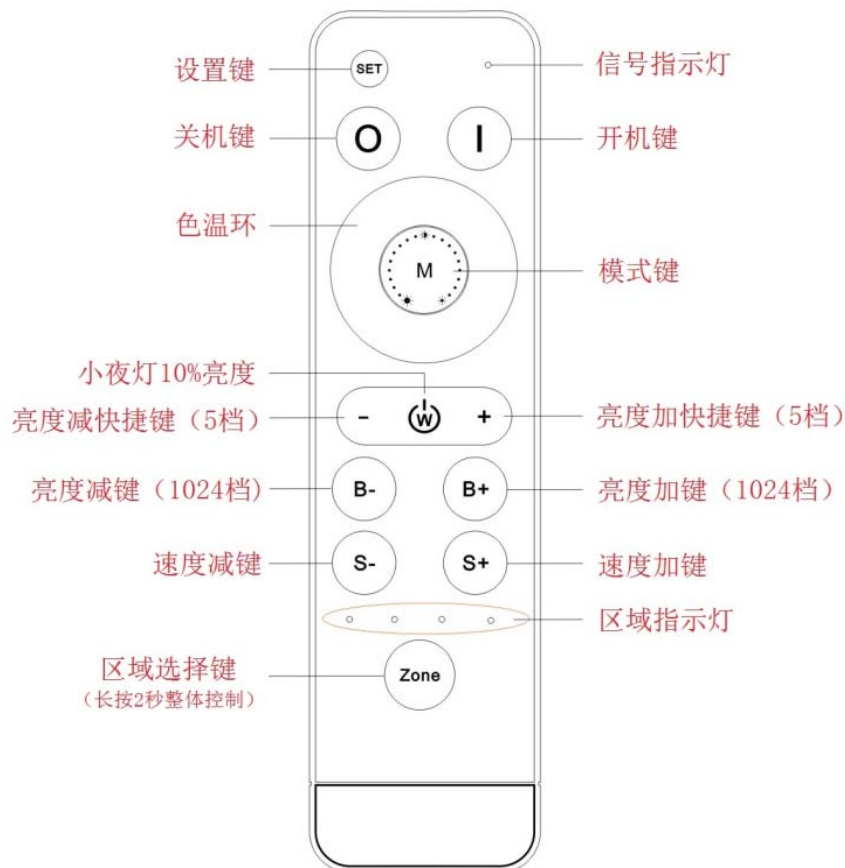 设置键
SET
信号指示灯
关机键
O
I
开机键
色温环
M
模式键
小夜灯10%亮度
亮度减快捷键（5档）
-
W
+
亮度加快捷键（5档）
亮度减键（1024档）
B-
B+
亮度加键（1024档）
速度减键
S-
S+
速度加键
区域指示灯
区域选择键
（长按2秒整体控制）
Zone